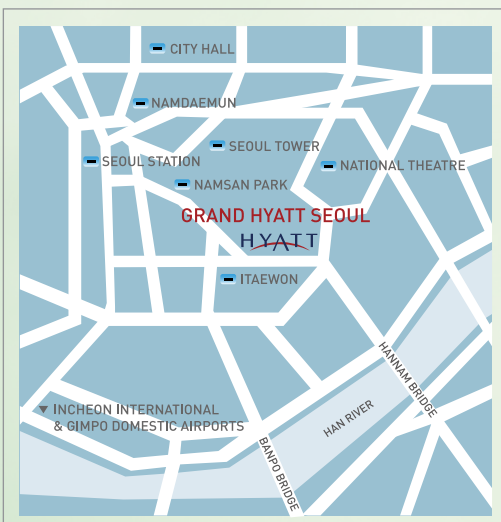 CITY HALL
NAMDAEMUN
SEOUL TOWER
SEOUL STATION
NATIONAL THEATRE
NAMSAN PARK
GRAND HYATT SEOUL
HYATT
ITAEWON
HANNAM BRIDGE
▼ INCHEON INTERNATIONAL
& GIMPO DOMESTIC AIRPORTS
HAN RIVER
BANPO BRIDGE